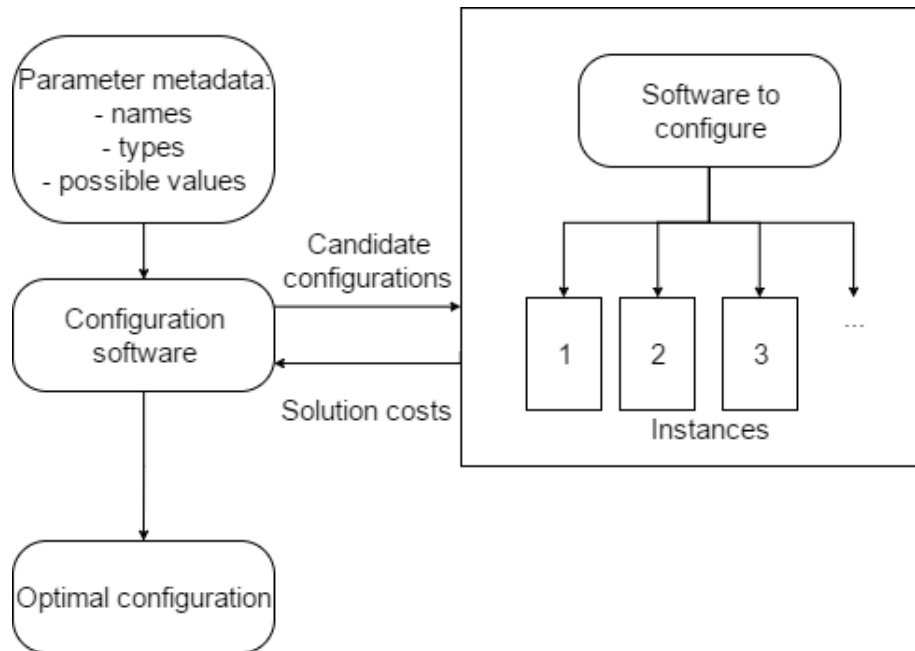 Parameter metadata:
- names
- types
- possible values
Software to
configure
Candidate
configurations
Configuration
software
1
2
3
...
Solution costs
Instances
Optimal configuration